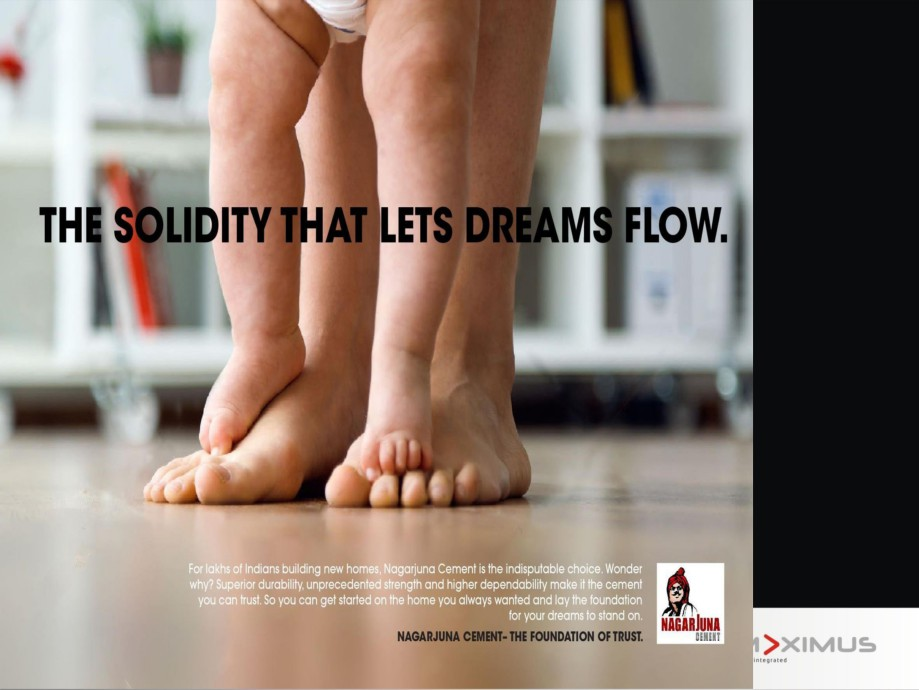 THE SOLIDITY THAT LETS DREAMS FLOW.
For lakhs of Indians building new homes, Nagarjuna Cement is the indisputable choice. Wonder
why? Superior durability, unprecedented strength and higher dependability make it the cement
you can trust. So you can get started on the home you always wanted and lay the foundation
for your dreams to stand on.
NAGARJUNA CEMENT- THE FOUNDATION OF TRUST.
NAGARJUNA
CEMENT
XIMUS
integrated